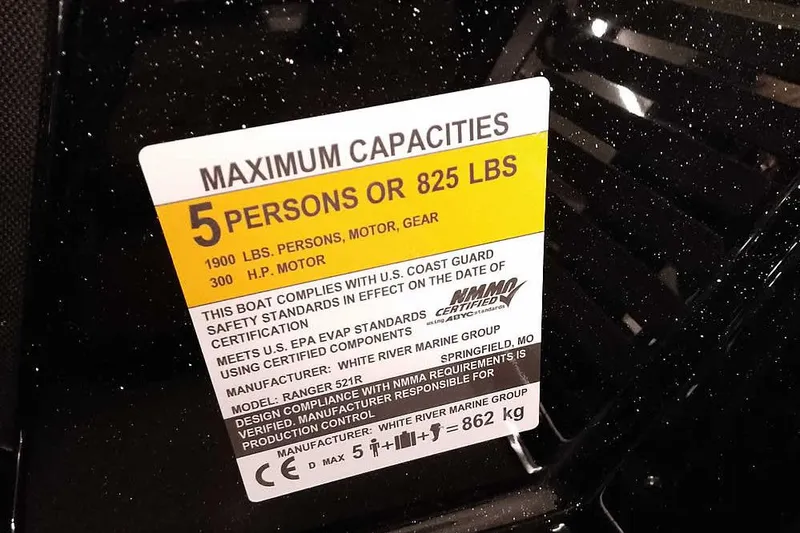 MAXIMUM CAPACITIES
5 PERSONS OR 825 LBS
1900 LBS. PERSONS, MOTOR, GEAR
300 H.P. MOTOR
THIS BOAT COMPLIES WITH U.S. COAST GUARD
SAFETY STANDARDS IN EFFECT ON THE DATE OF
CERTIFICATION
NMMA
CERTIFIED
using ABYC standards
MEETS U.S. EPA EVAP STANDARDS
USING CERTIFIED COMPONENTS
MANUFACTURER: WHITE RIVER MARINE GROUP
SPRINGFIELD, MO
MODEL: RANGER 521R
DESIGN COMPLIANCE WITH NMMA REQUIREMENTS IS
VERIFIED. MANUFACTURER RESPONSIBLE FOR
PRODUCTION CONTROL
MANUFACTURER: WHITE RIVER MARINE GROUP
CE D MAX 5 + + = 862 kg